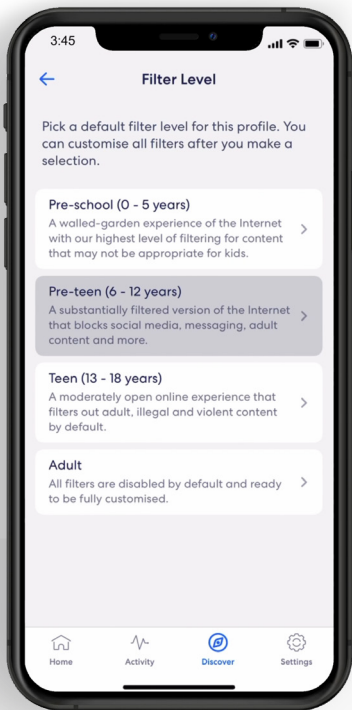 3:45
Filter Level
Pick a default filter level for this profile. You
can customise all filters after you make a
selection.
Pre-school (0 - 5 years)
A walled-garden experience of the Internet
with our highest level of filtering for content
that may not be appropriate for kids.
Pre-teen (6 - 12 years)
A substantially filtered version of the Internet
that blocks social media, messaging, adult
content and more.
Teen (13 - 18 years)
A moderately open online experience that
filters out adult, illegal and violent content
by default.
Adult
All filters are disabled by default and ready
to be fully customised.
Home Activity Discover Settings